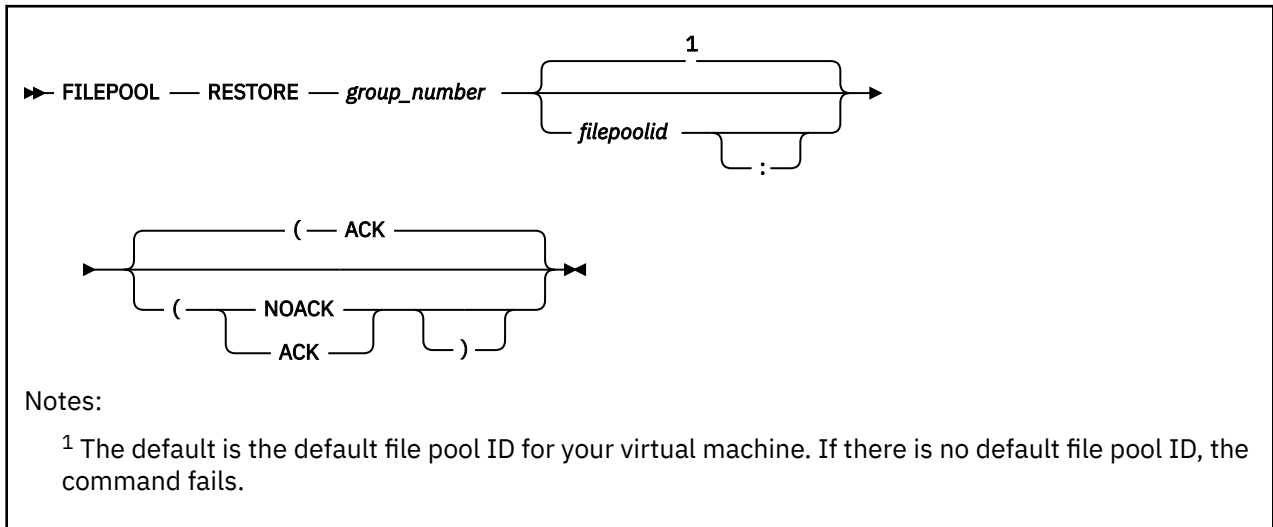 1
FILEPOOL RESTORE group_number
filepoolid
:
( ACK
( NOACK
ACK )
Notes:
1 The default is the default file pool ID for your virtual machine. If there is no default file pool ID, the
command fails.